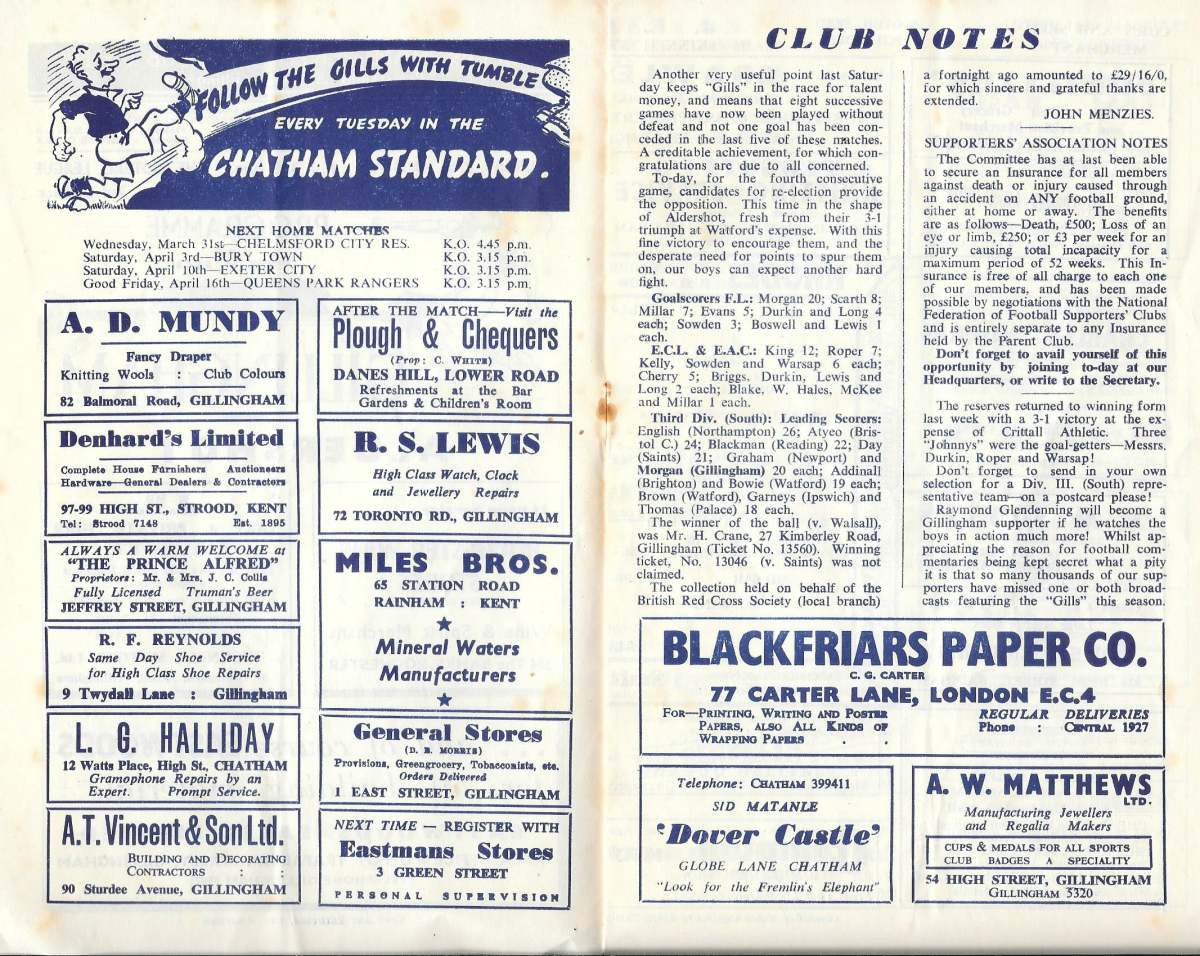 FOLLOW THE GILLS WITH TUMBLE
EVERY TUESDAY IN THE
CHATHAM STANDARD.
NEXT HOME MATCHES
Wednesday, March 31st—CHELMSFORD CITY RES. K.O. 4.45 p.m.
Saturday, April 3rd—BURY TOWN K.O. 3.15 p.m.
Saturday, April 10th—EXETER CITY K.O. 3.15 p.m.
Good Friday, April 16th—QUEENS PARK RANGERS K.O. 3.15 p.m.
A. D. MUNDY
Fancy Draper
Knitting Wools : Club Colours
82 Balmoral Road, GILLINGHAM
Denhard's Limited
Complete House Furnishers Auctioneers
Hardware—General Dealers & Contractors
97-99 HIGH ST., STROOD, KENT
Tel: Strood 7148 Est. 1895
ALWAYS A WARM WELCOME at
"THE PRINCE ALFRED"
Proprietors: Mr. & Mrs. J. C. Collis
Fully Licensed Truman's Beer
JEFFREY STREET, GILLINGHAM
R. F. REYNOLDS
Same Day Shoe Service
for High Class Shoe Repairs
9 Twydall Lane : Gillingham
L. G. HALLIDAY
12 Watts Place, High St., CHATHAM
Gramophone Repairs by an
Expert. Prompt Service.
A.T. Vincent & Son Ltd.
BUILDING AND DECORATING
CONTRACTORS : :
90 Sturdee Avenue, GILLINGHAM
AFTER THE MATCH—Visit the
Plough & Chequers
(Prop: C. WHITE)
DANES HILL, LOWER ROAD
Refreshments at the Bar
Gardens & Children's Room
R. S. LEWIS
High Class Watch, Clock
and Jewellery Repairs
72 TORONTO RD., GILLINGHAM
MILES BROS.
65 STATION ROAD
RAINHAM : KENT
Mineral Waters
Manufacturers
General Stores
(D. R. MORRIS)
Provisions, Greengrocery, Tobacconists, etc.
Orders Delivered
1 EAST STREET, GILLINGHAM
NEXT TIME — REGISTER WITH
Eastmans Stores
3 GREEN STREET
PERSONAL SUPERVISION
CLUB NOTES
Another very useful point last Satur-
day keeps "Gills" in the race for talent
money, and means that eight successive
games have now been played without
defeat and not one goal has been con-
ceded in the last five of these matches.
A creditable achievement, for which con-
gratulations are due to all concerned.
To-day, for the fourth consecutive
game, candidates for re-election provide
the opposition. This time in the shape
of Aldershot, fresh from their 3-1
triumph at Watford's expense. With this
fine victory to encourage them, and the
desperate need for points to spur them
on, our boys can expect another hard
fight.
Goalscorers F.L.: Morgan 20; Scarth 8;
Millar 7; Evans 5; Durkin and Long 4
each; Sowden 3; Boswell and Lewis 1
each.
E.C.L. & E.A.C.: King 12; Roper 7;
Kelly, Sowden and Warsap 6 each;
Cherry 5; Briggs, Durkin, Lewis and
Long 2 each; Blake, W. Hales, McKee
and Millar 1 each.
Third Div. (South): Leading Scorers:
English (Northampton) 26; Atyeo (Bris-
tol C.) 24; Blackman (Reading) 22; Day
(Saints) 21; Graham (Newport) and
Morgan (Gillingham) 20 each; Addinall
(Brighton) and Bowie (Watford) 19 each;
Brown (Watford), Garneys (Ipswich) and
Thomas (Palace) 18 each.
The winner of the ball (v. Walsall),
was Mr. H. Crane, 27 Kimberley Road,
Gillingham (Ticket No. 13560). Winning
ticket, No. 13046 (v. Saints) was not
claimed.
The collection held on behalf of the
British Red Cross Society (local branch)
a fortnight ago amounted to £29/16/0,
for which sincere and grateful thanks are
extended.
JOHN MENZIES.
SUPPORTERS' ASSOCIATION NOTES
The Committee has at last been able
to secure an Insurance for all members
against death or injury caused through
an accident on ANY football ground,
either at home or away. The benefits
are as follows—Death, £500; Loss of an
eye or limb, £250; or £3 per week for an
injury causing total incapacity for a
maximum period of 52 weeks. This In-
surance is free of all charge to each one
of our members, and has been made
possible by negotiations with the National
Federation of Football Supporters' Clubs
and is entirely separate to any Insurance
held by the Parent Club.
Don't forget to avail yourself of this
opportunity by joining to-day at our
Headquarters, or write to the Secretary.
The reserves returned to winning form
last week with a 3-1 victory at the ex-
pense of Crittall Athletic. Three
"Johnnys" were the goal-getters—Messrs.
Durkin, Roper and Warsap!
Don't forget to send in your own
selection for a Div. III. (South) repre-
sentative team—on a postcard please!
Raymond Glendenning will become a
Gillingham supporter if he watches the
boys in action much more! Whilst ap-
preciating the reason for football com-
mentaries being kept secret what a pity
it is that so many thousands of our sup-
porters have missed one or both broad-
casts featuring the "Gills" this season.
BLACKFRIARS PAPER CO.
C. G. CARTER
77 CARTER LANE, LONDON E.C.4
FOR—PRINTING, WRITING AND POSTER REGULAR DELIVERIES
PAPERS, ALSO ALL KINDS OF Phone : CENTRAL 1927
WRAPPING PAPERS . .
Telephone: CHATHAM 399411
SID MATANLE
'Dover Castle'
GLOBE LANE CHATHAM
"Look for the Fremlin's Elephant"
A. W. MATTHEWS
LTD.
Manufacturing Jewellers
and Regalia Makers
CUPS & MEDALS FOR ALL SPORTS
CLUB BADGES A SPECIALITY
54 HIGH STREET, GILLINGHAM
GILLINGHAM 5320